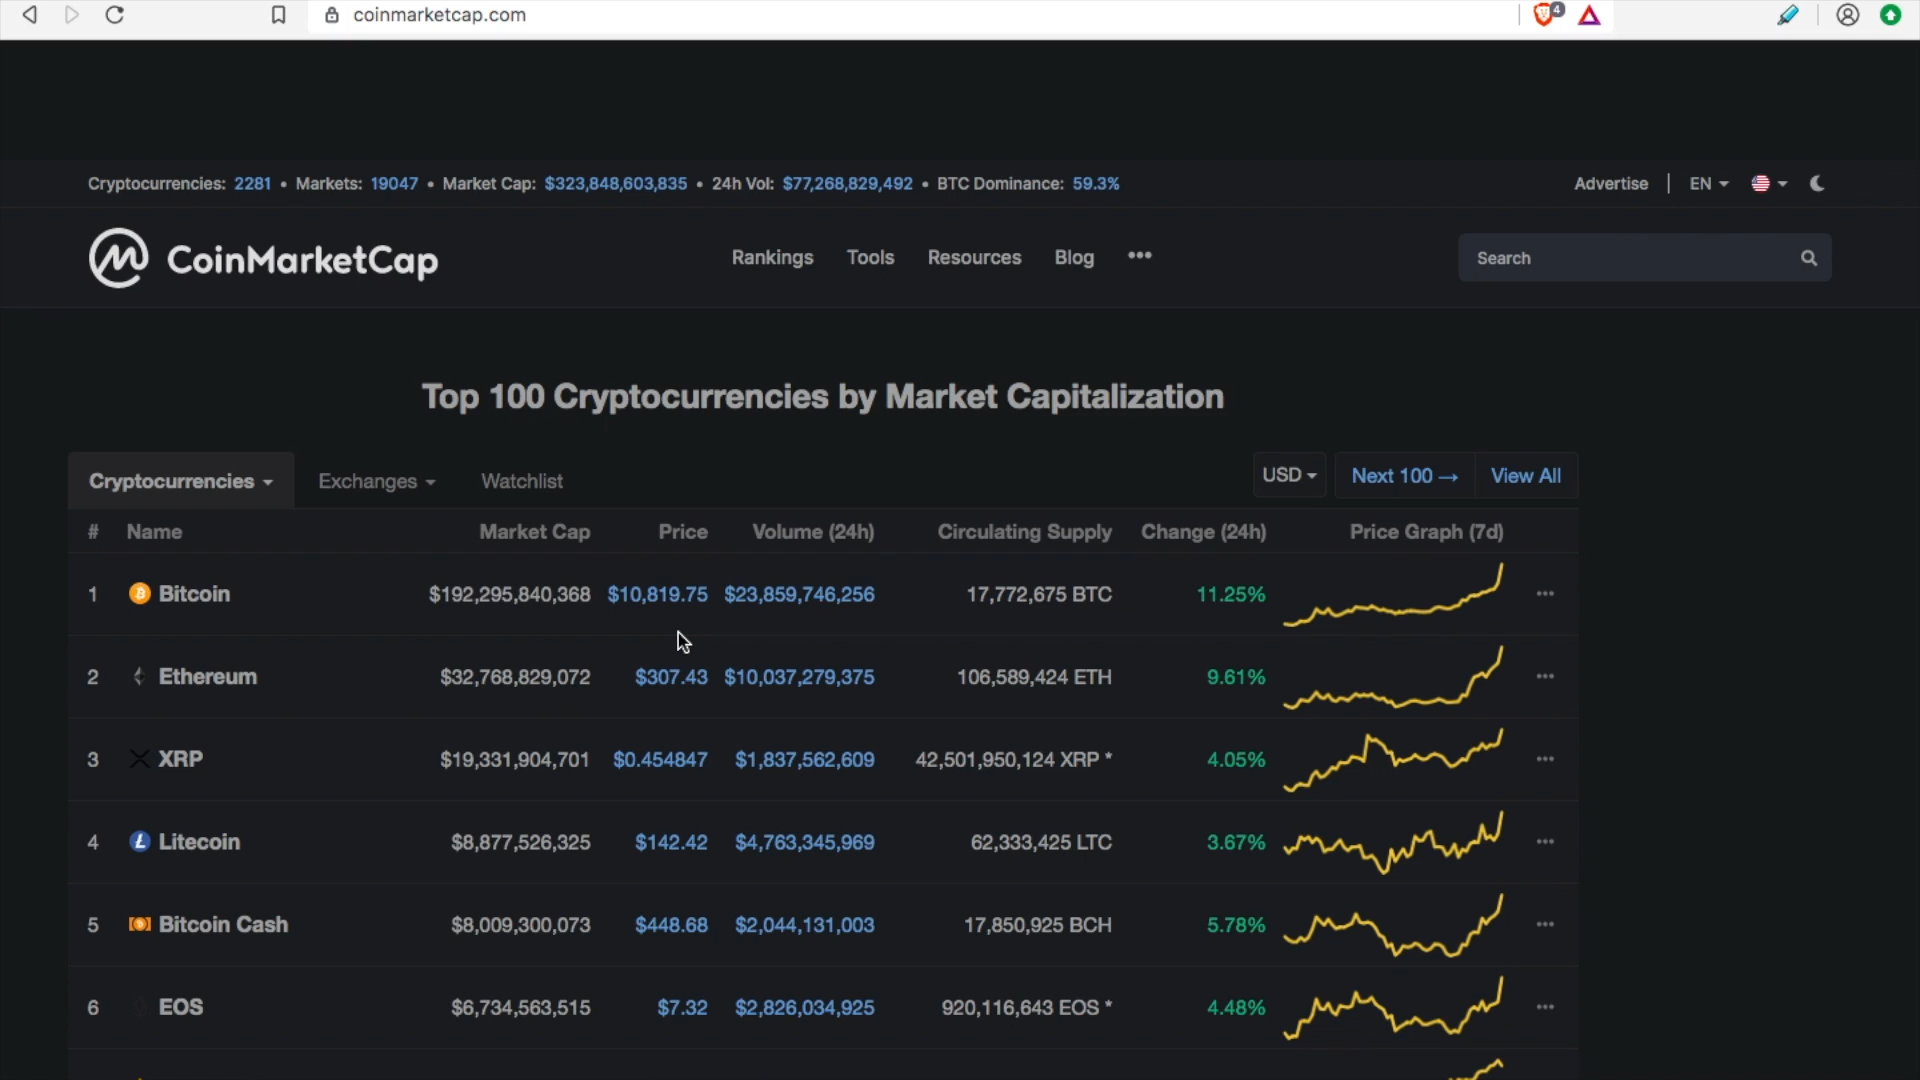 coinmarketcap.com
4
Cryptocurrencies: 2281 • Markets: 19047 • Market Cap: $323,848,603,835 • 24h Vol: $77,268,829,492 • BTC Dominance: 59.3%
Advertise | EN
CoinMarketCap
Rankings Tools Resources Blog •••
Search
Top 100 Cryptocurrencies by Market Capitalization
Cryptocurrencies Exchanges Watchlist
USD Next 100 → View All
# Name Market Cap Price Volume (24h) Circulating Supply Change (24h) Price Graph (7d)
1 Bitcoin $192,295,840,368 $10,819.75 $23,859,746,256 17,772,675 BTC 11.25%
2 Ethereum $32,768,829,072 $307.43 $10,037,279,375 106,589,424 ETH 9.61%
3 XRP $19,331,904,701 $0.454847 $1,837,562,609 42,501,950,124 XRP * 4.05%
4 Litecoin $8,877,526,325 $142.42 $4,763,345,969 62,333,425 LTC 3.67%
5 Bitcoin Cash $8,009,300,073 $448.68 $2,044,131,003 17,850,925 BCH 5.78%
6 EOS $6,734,563,515 $7.32 $2,826,034,925 920,116,643 EOS * 4.48%